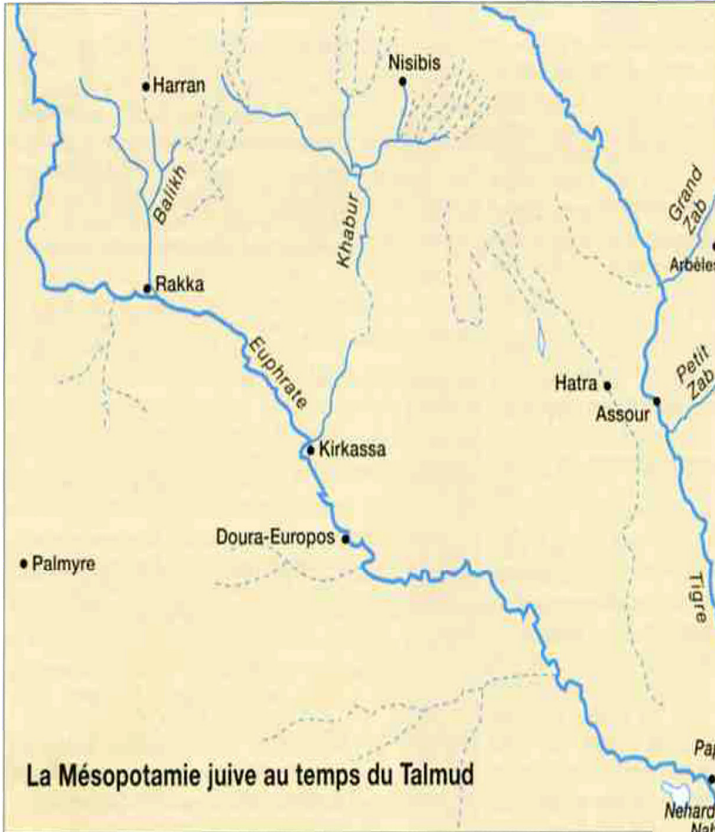 Nisibis
Harran
Balikh
Khabur
Grand
Zab
Arbèles
Rakka
Euphrate
Hatra
Assour
Petit
Zab
Kirkassa
Doura-Europos
Palmyre
Tigre
La Mésopotamie juive au temps du Talmud